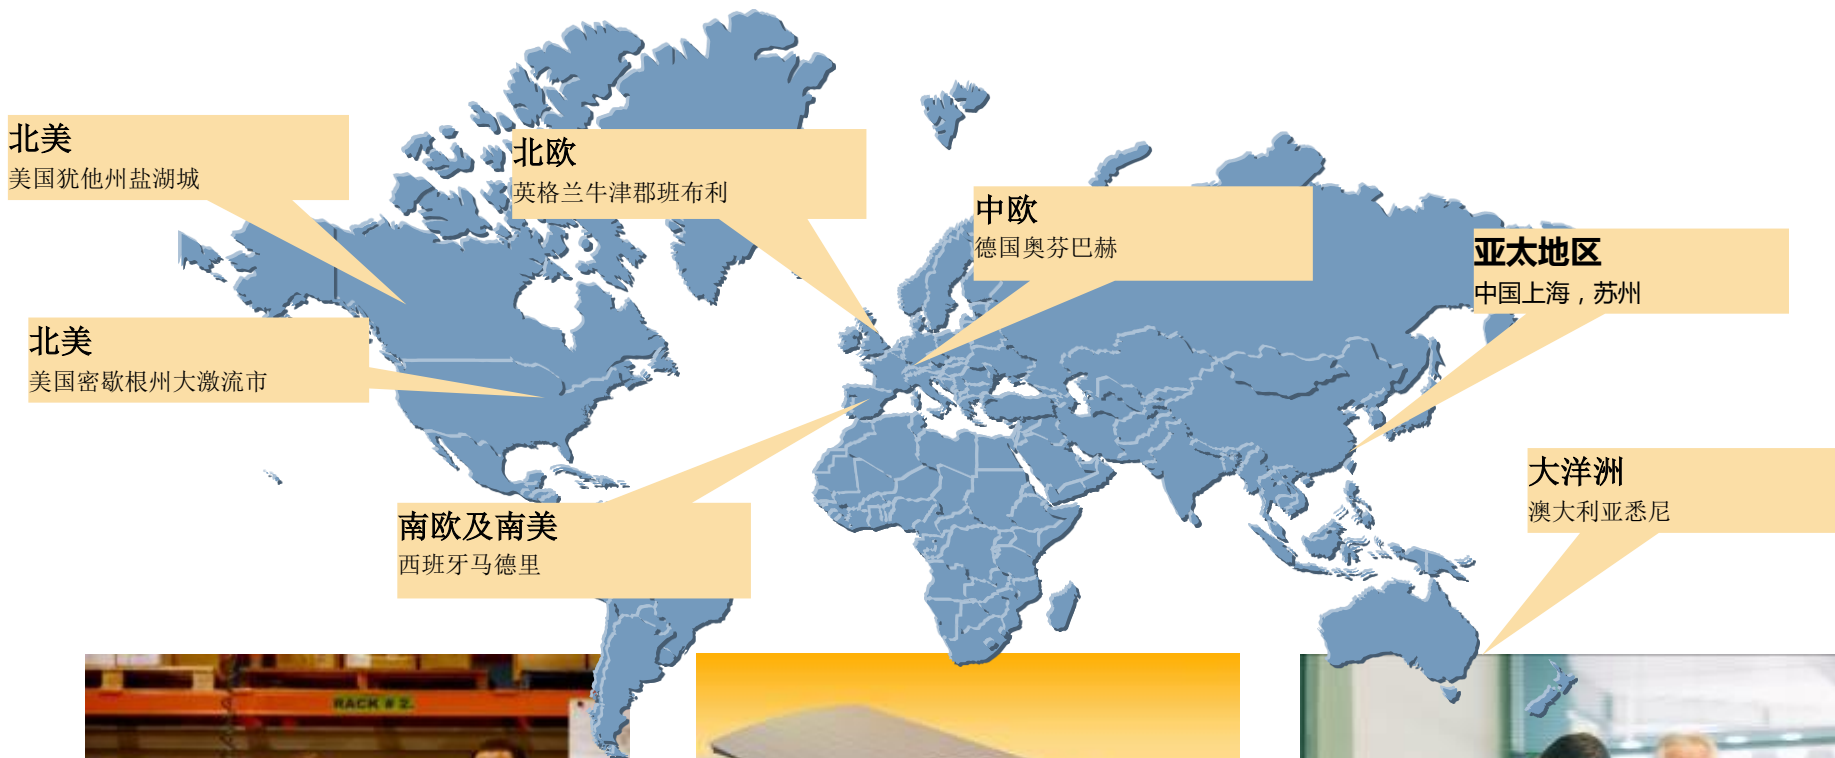 北美
美国犹他州盐湖城
北欧
英格兰牛津郡班布利
中欧
德国奥芬巴赫
亚太地区
中国上海，苏州
北美
美国密歇根州大激流市
大洋洲
澳大利亚悉尼
南欧及南美
西班牙马德里
RACK # 2.